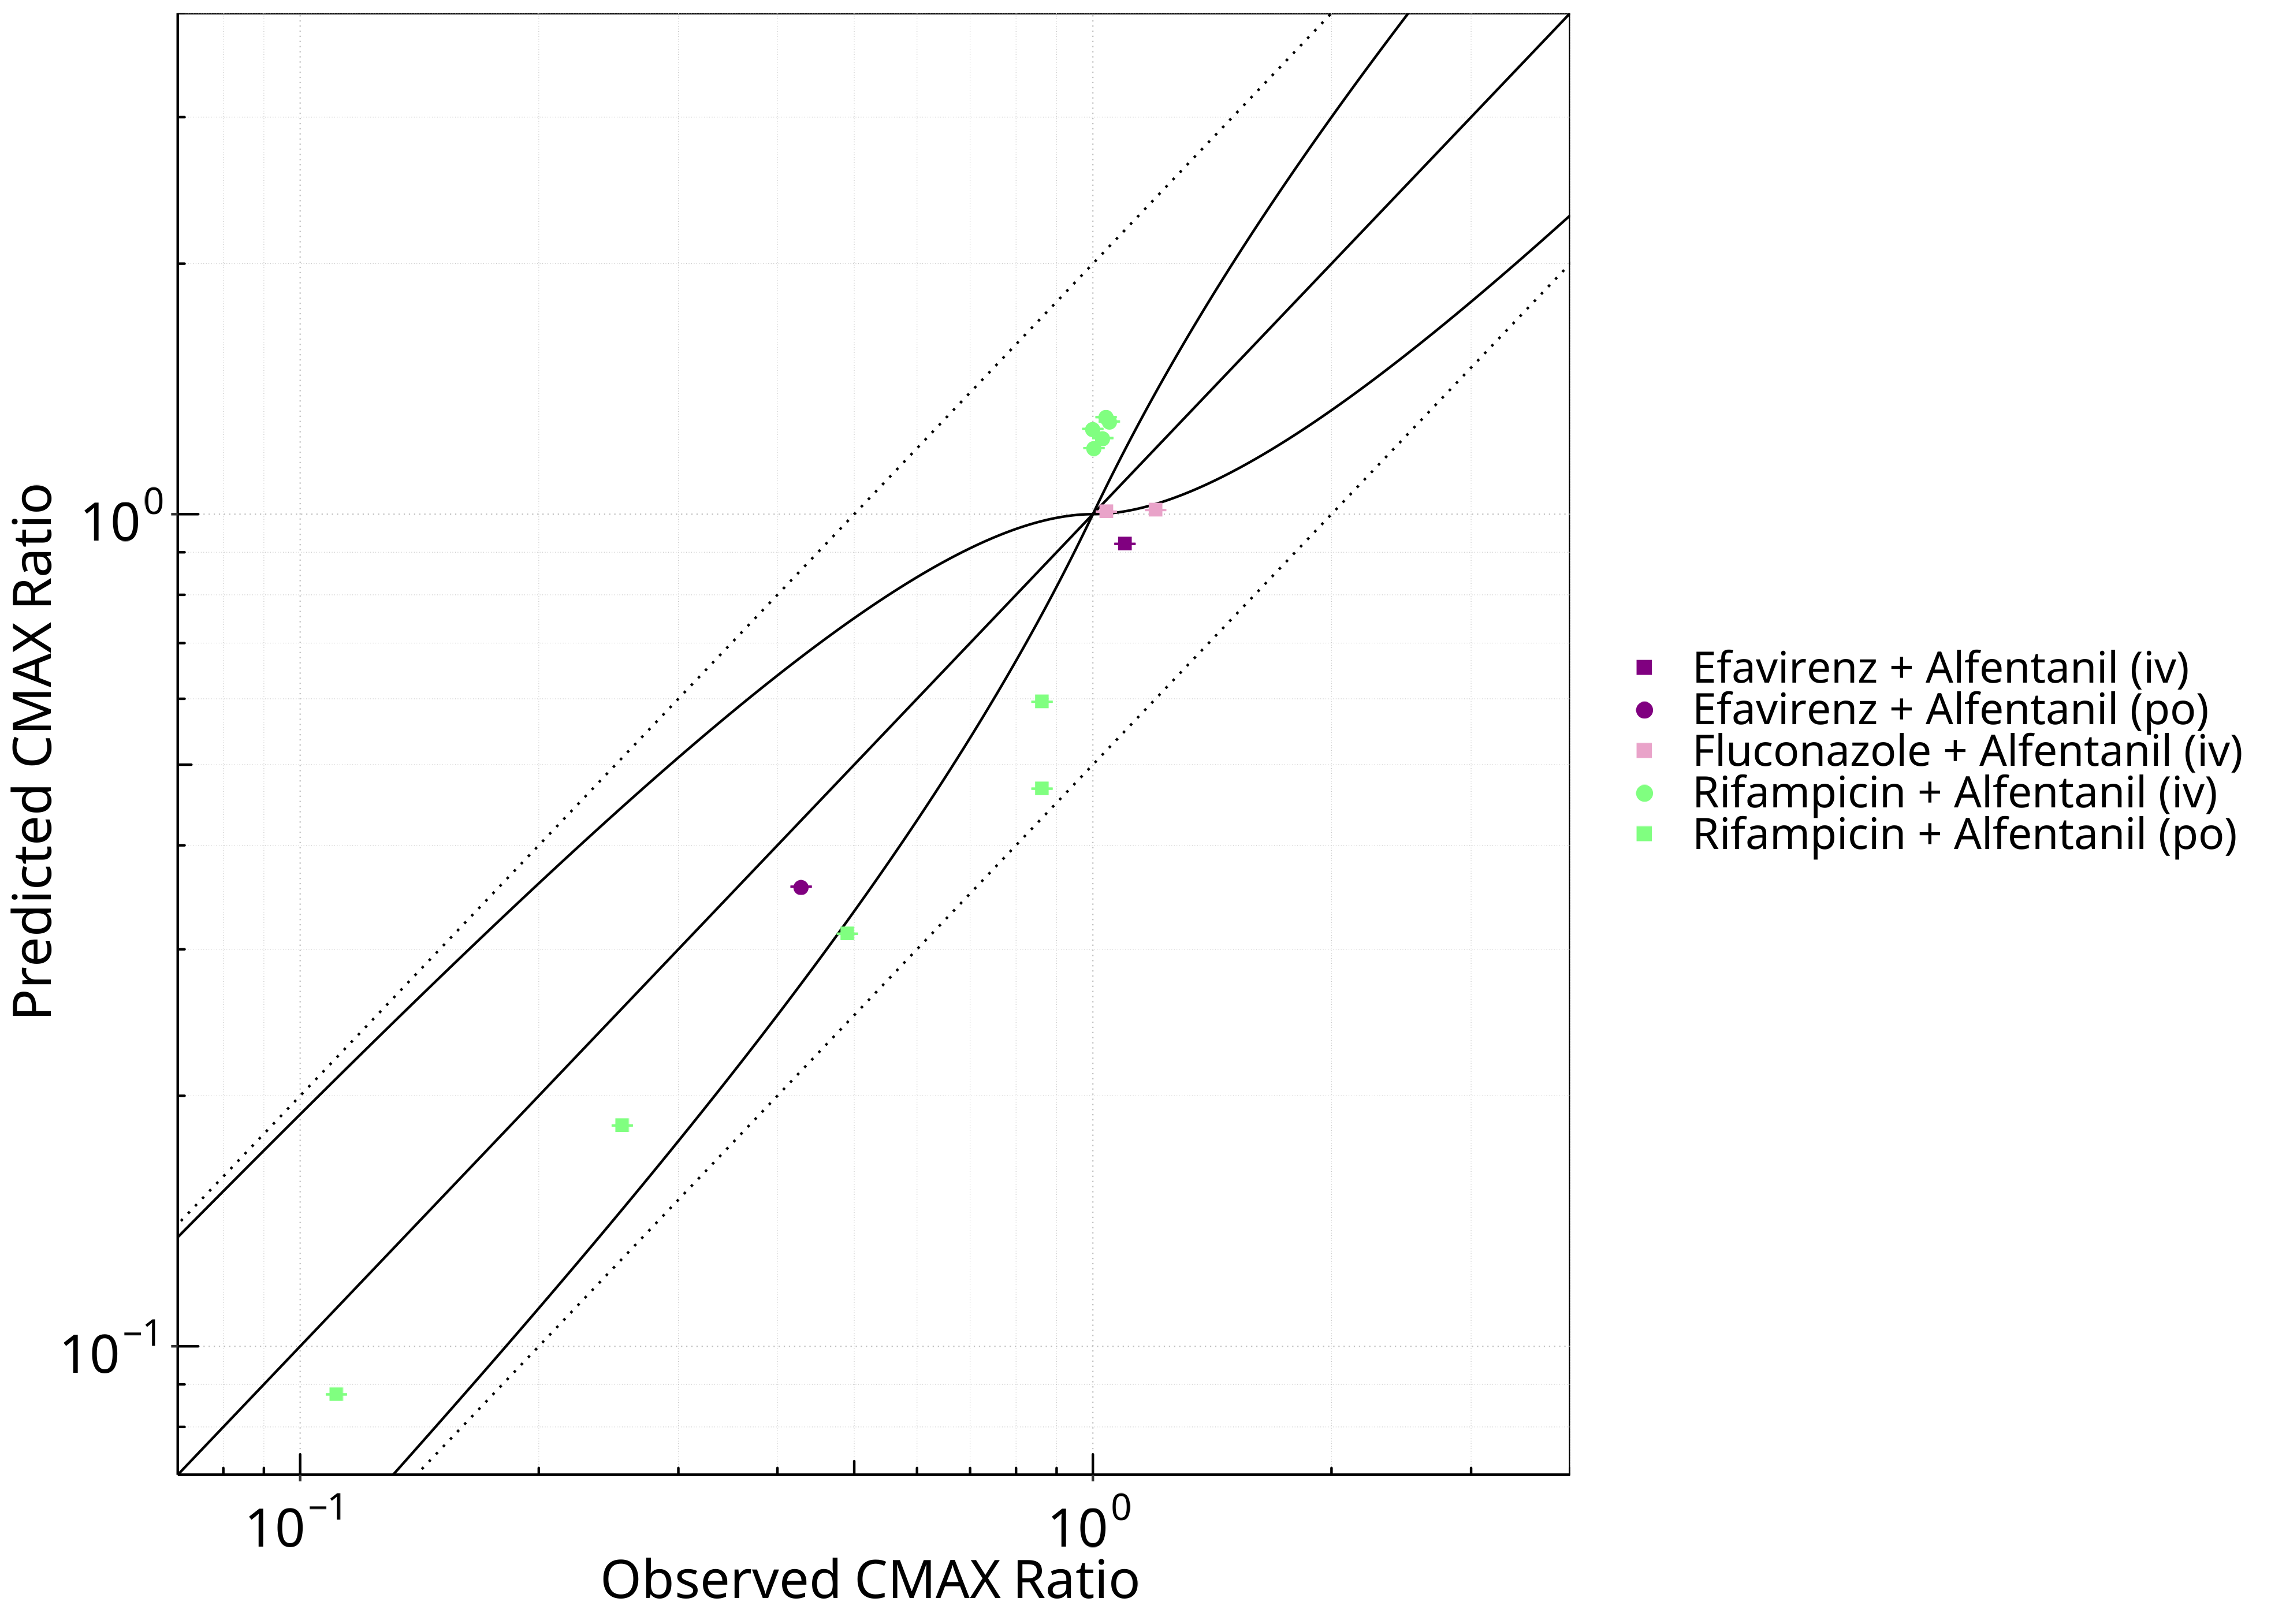 Predicted CMAX Ratio
10⁰
10⁻¹
10⁻¹
10⁰
Observed CMAX Ratio
Efavirenz + Alfentanil (iv)
Efavirenz + Alfentanil (po)
Fluconazole + Alfentanil (iv)
Rifampicin + Alfentanil (iv)
Rifampicin + Alfentanil (po)